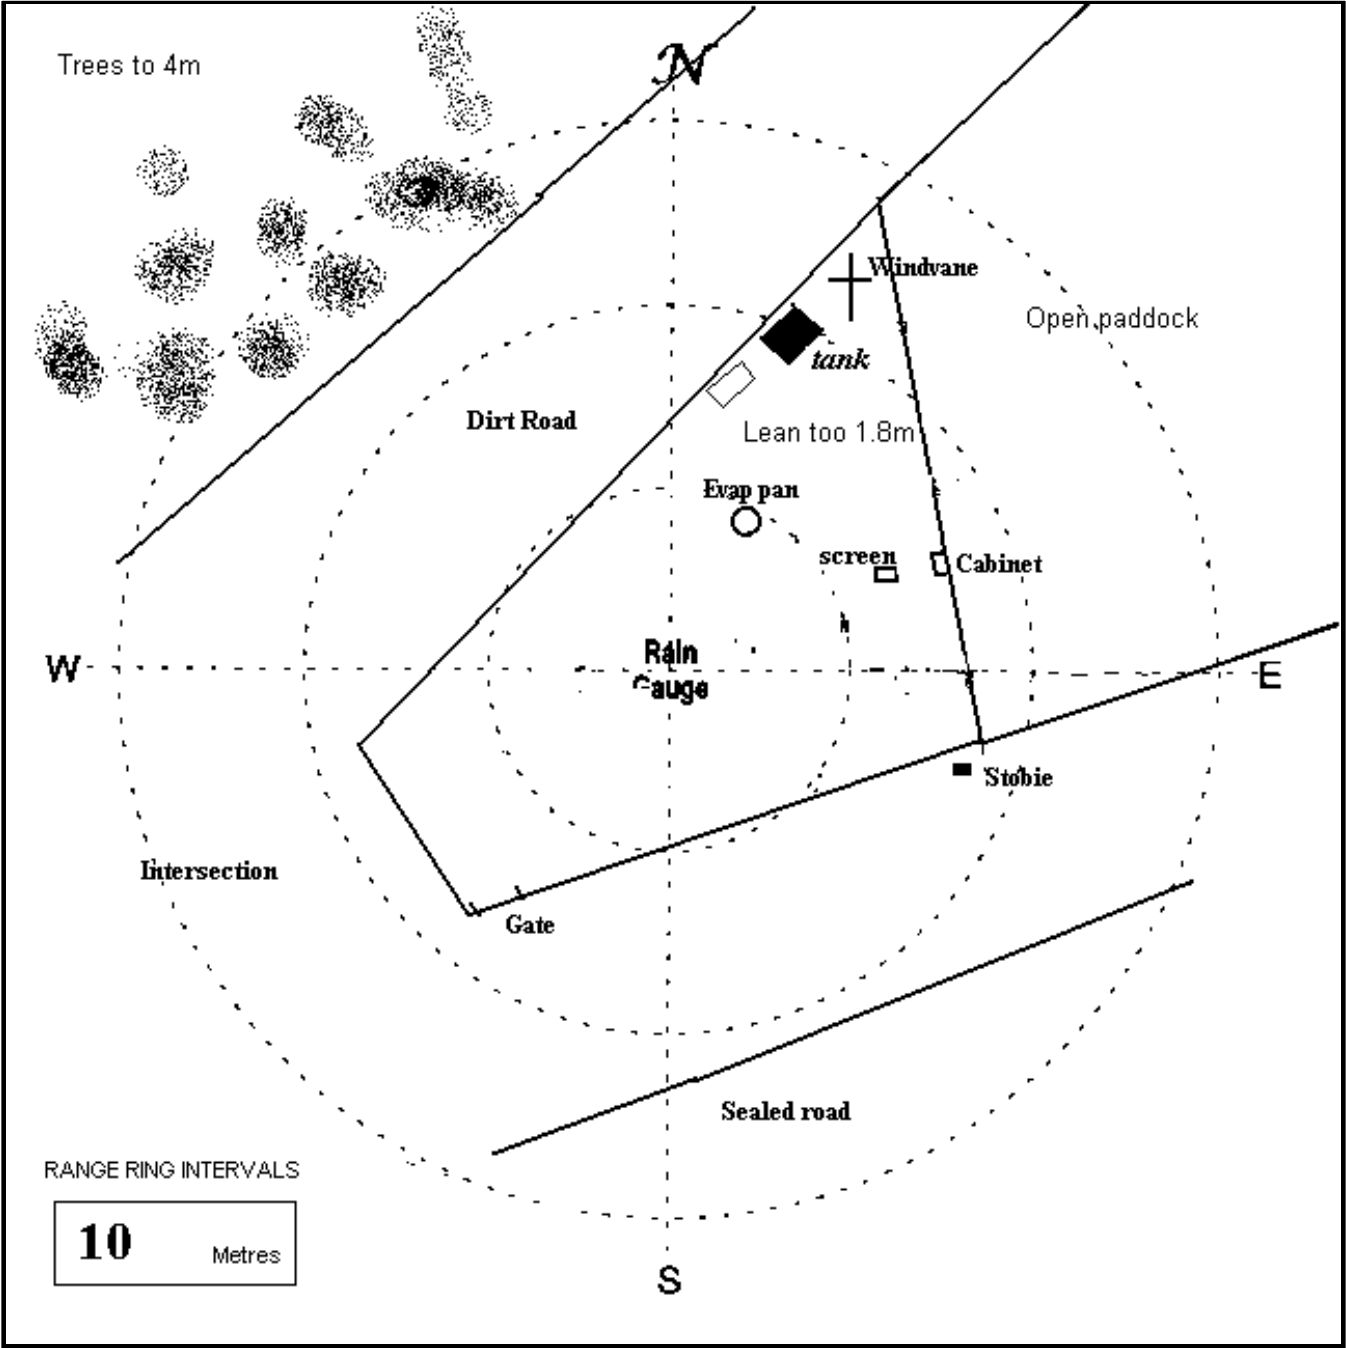 N
Trees to 4m
Windvane
Open paddock
tank
Dirt Road
Lean too 1.8m
Evap pan
screen
Cabinet
Rain
Gauge
W
E
Stobie
Intersection
Gate
Sealed road
RANGE RING INTERVALS
10 Metres
S